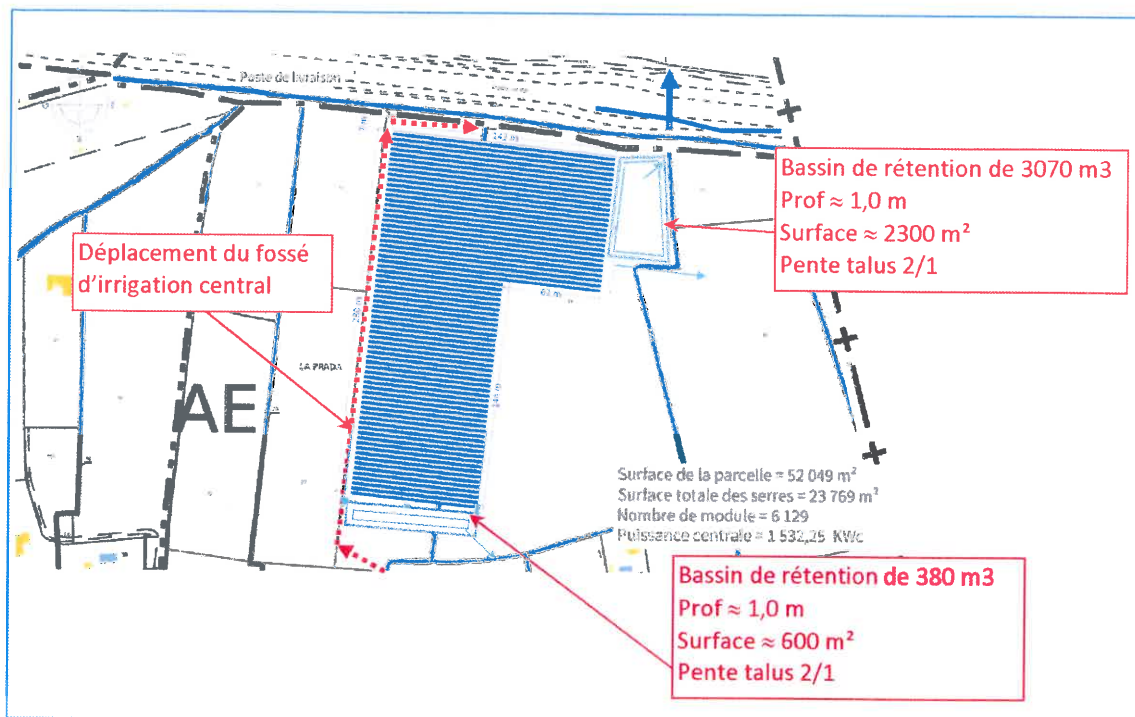 Poste de livraison
142 m
Bassin de rétention de 3070 m3
Prof ≈ 1,0 m
Surface ≈ 2300 m²
Pente talus 2/1
Déplacement du fossé
d'irrigation central
LA PRADA
AE
Surface de la parcelle = 52 049 m²
Surface totale des serres = 23 769 m²
Nombre de module = 6 129
Puissance centrale = 1 532,25 KWc
Bassin de rétention de 380 m3
Prof ≈ 1,0 m
Surface ≈ 600 m²
Pente talus 2/1